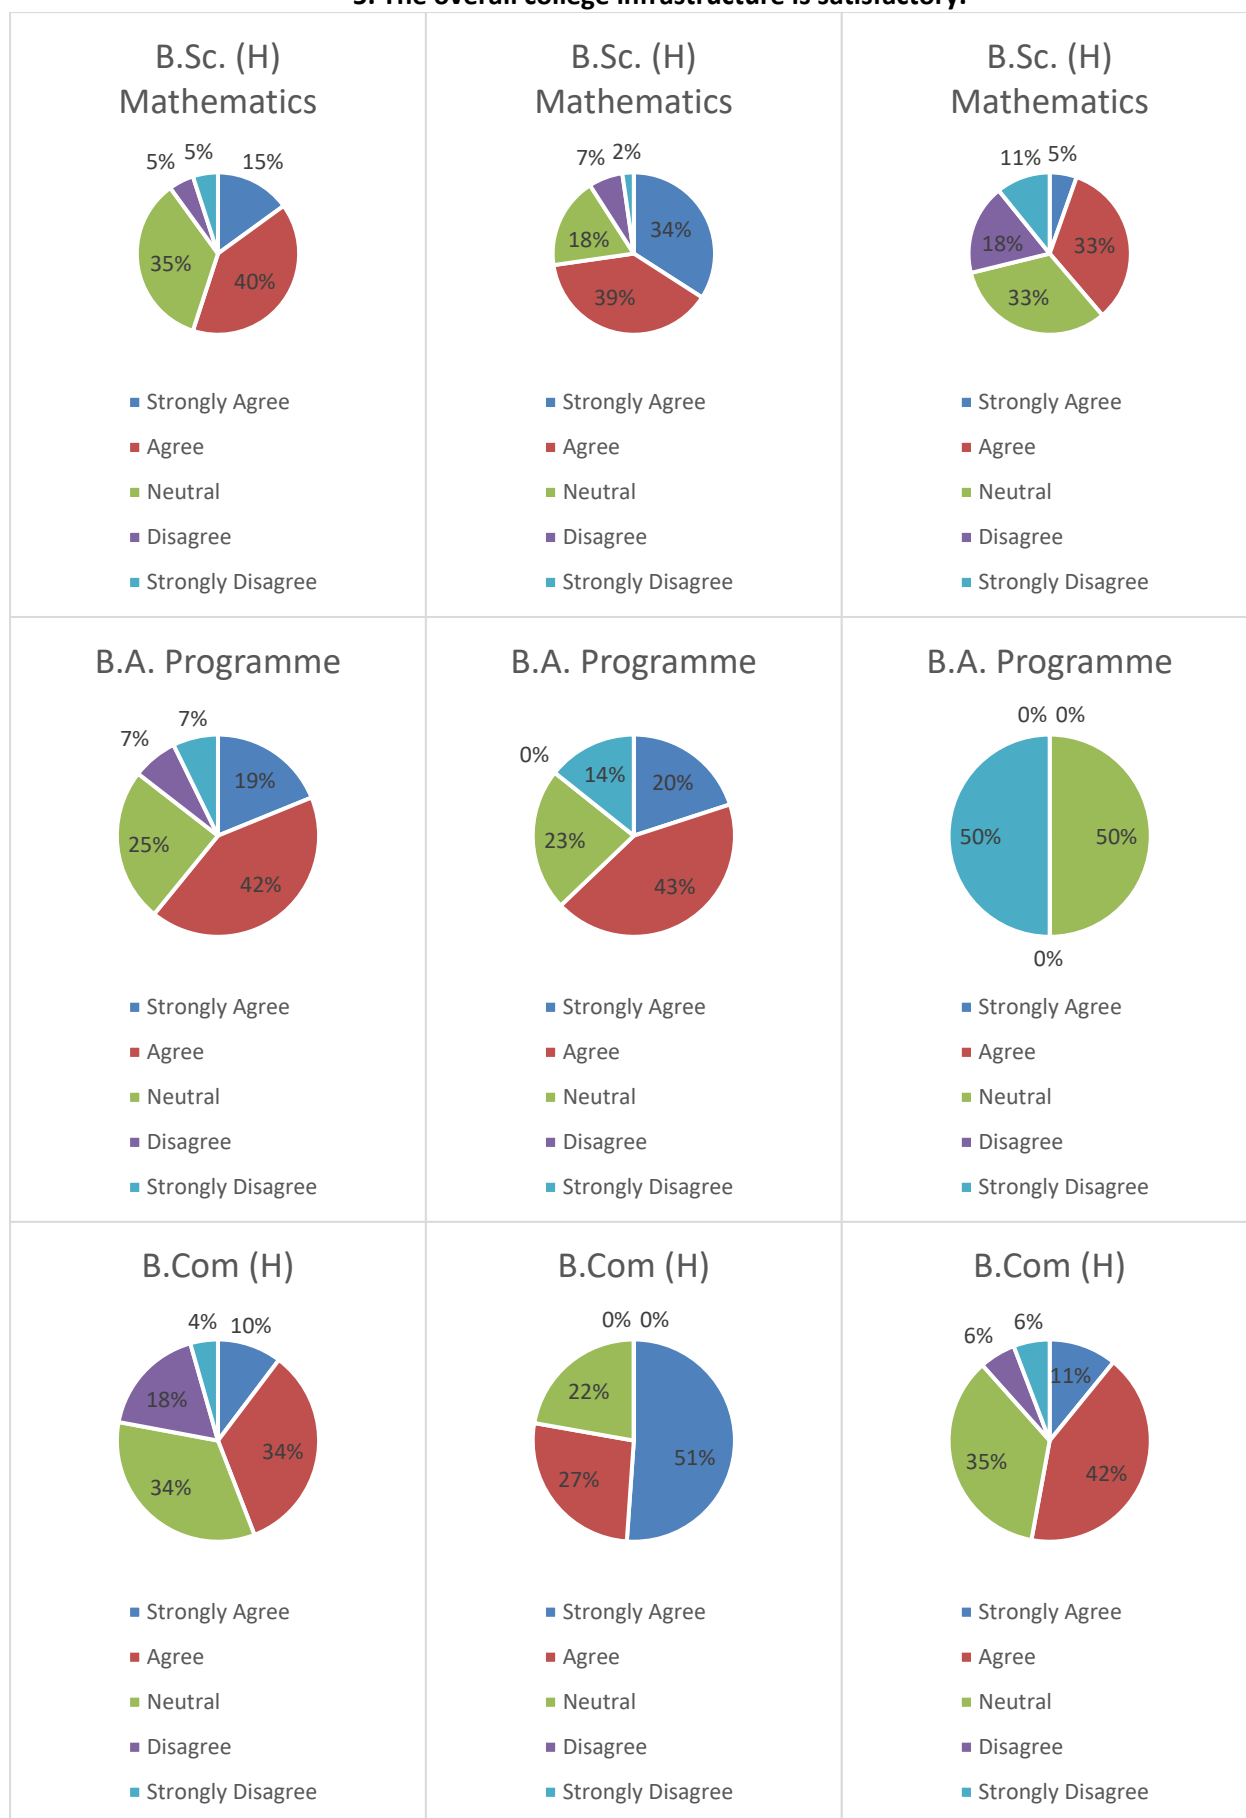 The overall college infrastructure is satisfactory.
B.Sc. (H)
Mathematics
5%
5%
15%
35%
40%
Strongly Agree
Agree
Neutral
Disagree
Strongly Disagree
B.Sc. (H)
Mathematics
7%
2%
34%
18%
39%
Strongly Agree
Agree
Neutral
Disagree
Strongly Disagree
B.Sc. (H)
Mathematics
11%
5%
18%
33%
33%
Strongly Agree
Agree
Neutral
Disagree
Strongly Disagree
B.A. Programme
7%
7%
19%
25%
42%
Strongly Agree
Agree
Neutral
Disagree
Strongly Disagree
B.A. Programme
0%
14%
20%
23%
43%
Strongly Agree
Agree
Neutral
Disagree
Strongly Disagree
B.A. Programme
0%
0%
50%
50%
0%
Strongly Agree
Agree
Neutral
Disagree
Strongly Disagree
B.Com (H)
4%
10%
18%
34%
34%
Strongly Agree
Agree
Neutral
Disagree
Strongly Disagree
B.Com (H)
0%
0%
22%
51%
27%
Strongly Agree
Agree
Neutral
Disagree
Strongly Disagree
B.Com (H)
6%
6%
11%
35%
42%
Strongly Agree
Agree
Neutral
Disagree
Strongly Disagree